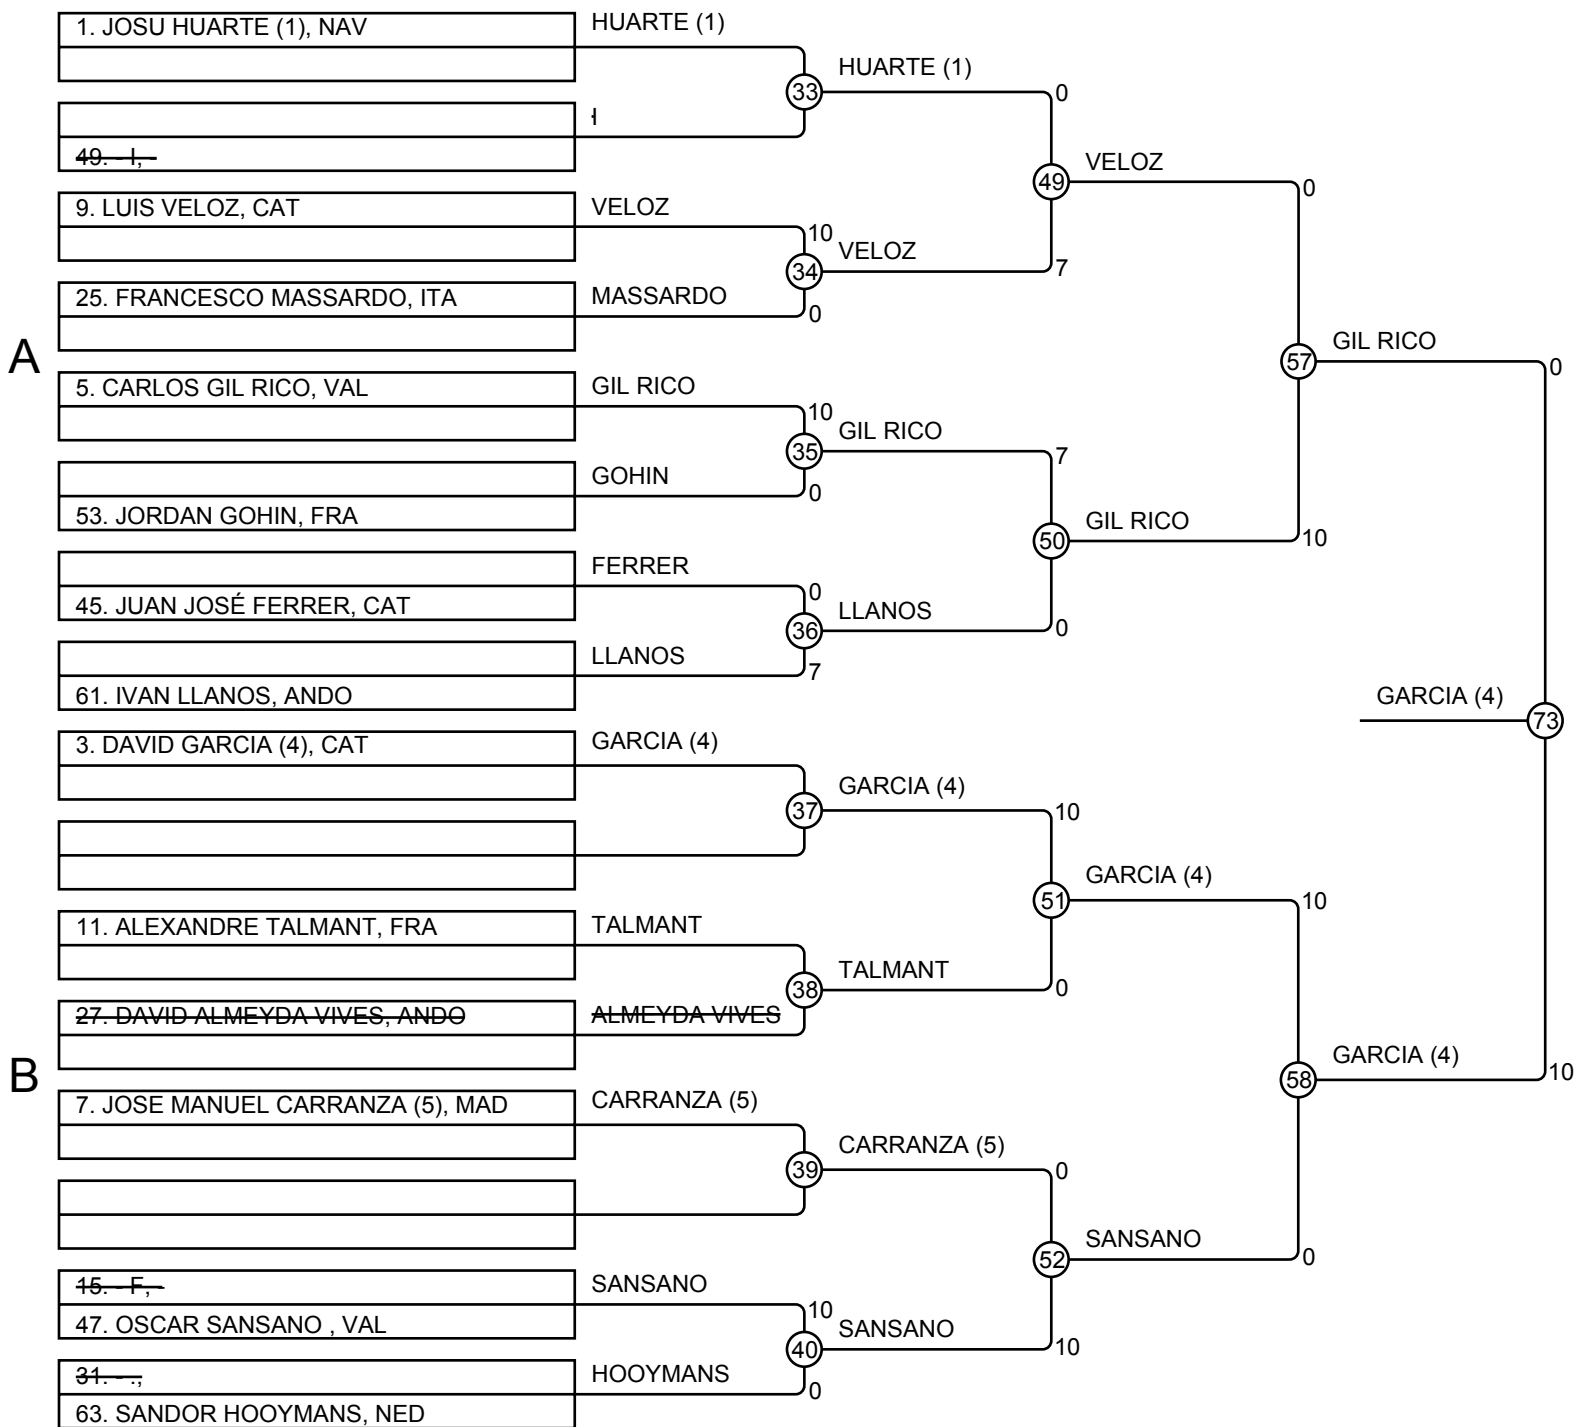 1. JOSU HUARTE (1), NAV
HUARTE (1)
HUARTE (1)
33
0
49. - I, -
I
VELOZ
49
0
9. LUIS VELOZ, CAT
VELOZ
10
VELOZ
34
7
25. FRANCESCO MASSARDO, ITA
MASSARDO
0
A
GIL RICO
57
0
5. CARLOS GIL RICO, VAL
GIL RICO
10
GIL RICO
35
7
GOHIN
0
53. JORDAN GOHIN, FRA
GIL RICO
50
10
FERRER
0
45. JUAN JOSÉ FERRER, CAT
LLANOS
36
0
LLANOS
7
61. IVAN LLANOS, ANDO
GARCIA (4)
73
3. DAVID GARCIA (4), CAT
GARCIA (4)
GARCIA (4)
37
10
GARCIA (4)
51
10
11. ALEXANDRE TALMANT, FRA
TALMANT
TALMANT
38
0
27. DAVID ALMEYDA VIVES, ANDO
ALMEYDA VIVES
B
GARCIA (4)
58
10
7. JOSE MANUEL CARRANZA (5), MAD
CARRANZA (5)
CARRANZA (5)
39
0
SANSANO
52
0
15. - F, -
SANSANO
10
47. OSCAR SANSANO , VAL
SANSANO
40
10
31. - .,
HOOYMANS
0
63. SANDOR HOOYMANS, NED